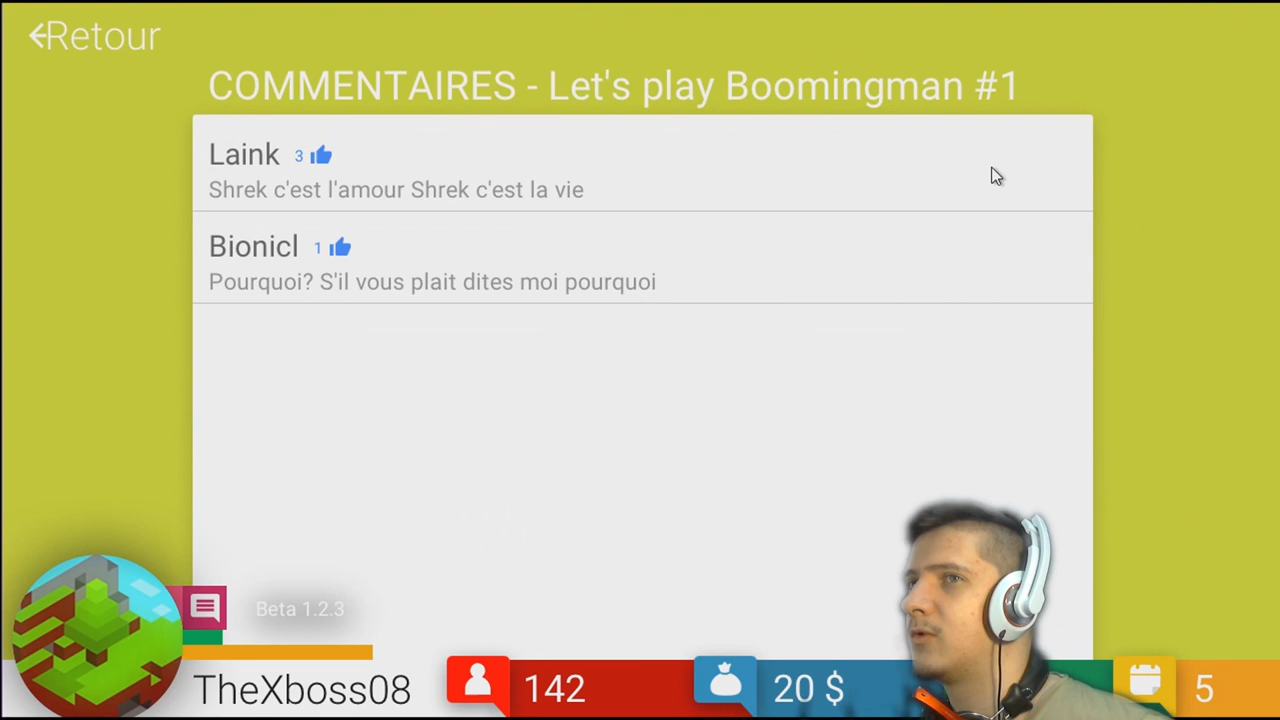 Retour
COMMENTAIRES - Let's play Boomingman #1
Laink 3
Shrek c'est l'amour Shrek c'est la vie
Bionicl 1
Pourquoi? S'il vous plait dites moi pourquoi
Beta 1.2.3
TheXboss08 142 20 $ 5